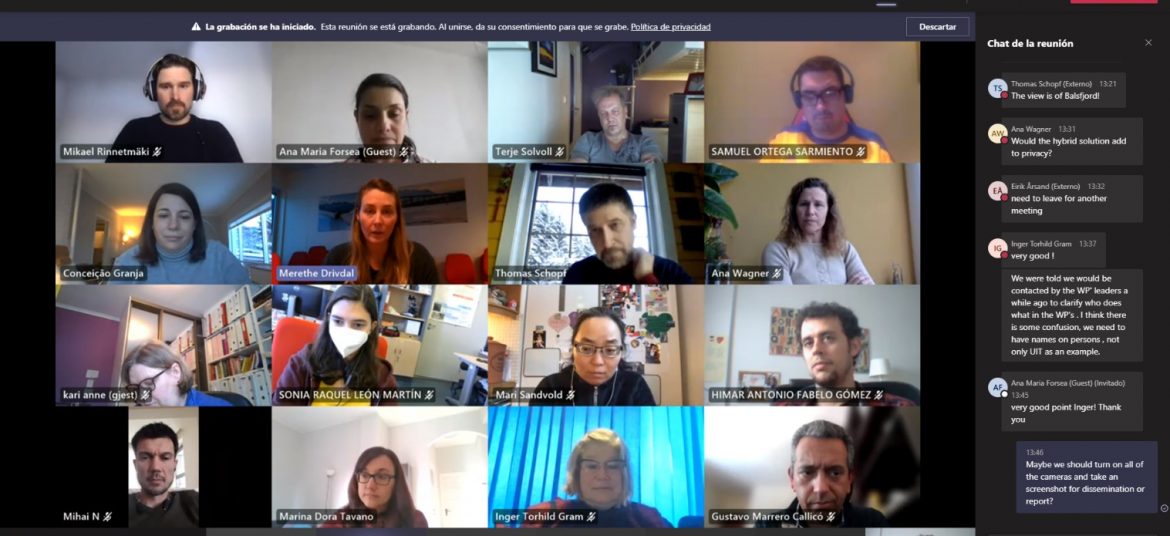 La grabación se ha iniciado. Esta reunión se está grabando. Al unirse, da su consentimiento para que se grabe. Política de privacidad
Descartar
Mikael Rinnetmäki
Ana Maria Forsea (Guest)
Terje Solvoll
SAMUEL ORTEGA SARMIENTO
Conceição Granja
Merethe Drivdal
Thomas Schopf
Ana Wagner
kari anne (gjest)
SONIA RAQUEL LEÓN MARTÍN
Mari Sandvold
HIMAR ANTONIO FABELO GÓMEZ
Mihai N
Marina Dora Tavano
Inger Torhild Gram
Gustavo Marrero Callicó
Chat de la reunión
TS
Thomas Schopf (Externo) 13:21
The view is of Balsfjord!
AW
Ana Wagner 13:31
Would the hybrid solution add
to privacy?
EÅ
Eirik Årsand (Externo) 13:32
need to leave for another
meeting
IG
Inger Torhild Gram 13:37
very good !
We were told we would be
contacted by the WP' leaders a
while ago to clarify who does
what in the WP's . I think there
is some confusion, we need to
have names on persons , not
only UIT as an example.
AF
Ana Maria Forsea (Guest) (Invitado)
13:45
very good point Inger! Thank
you
13:46
Maybe we should turn on all of
the cameras and take an
screenshot for dissemination or
report?